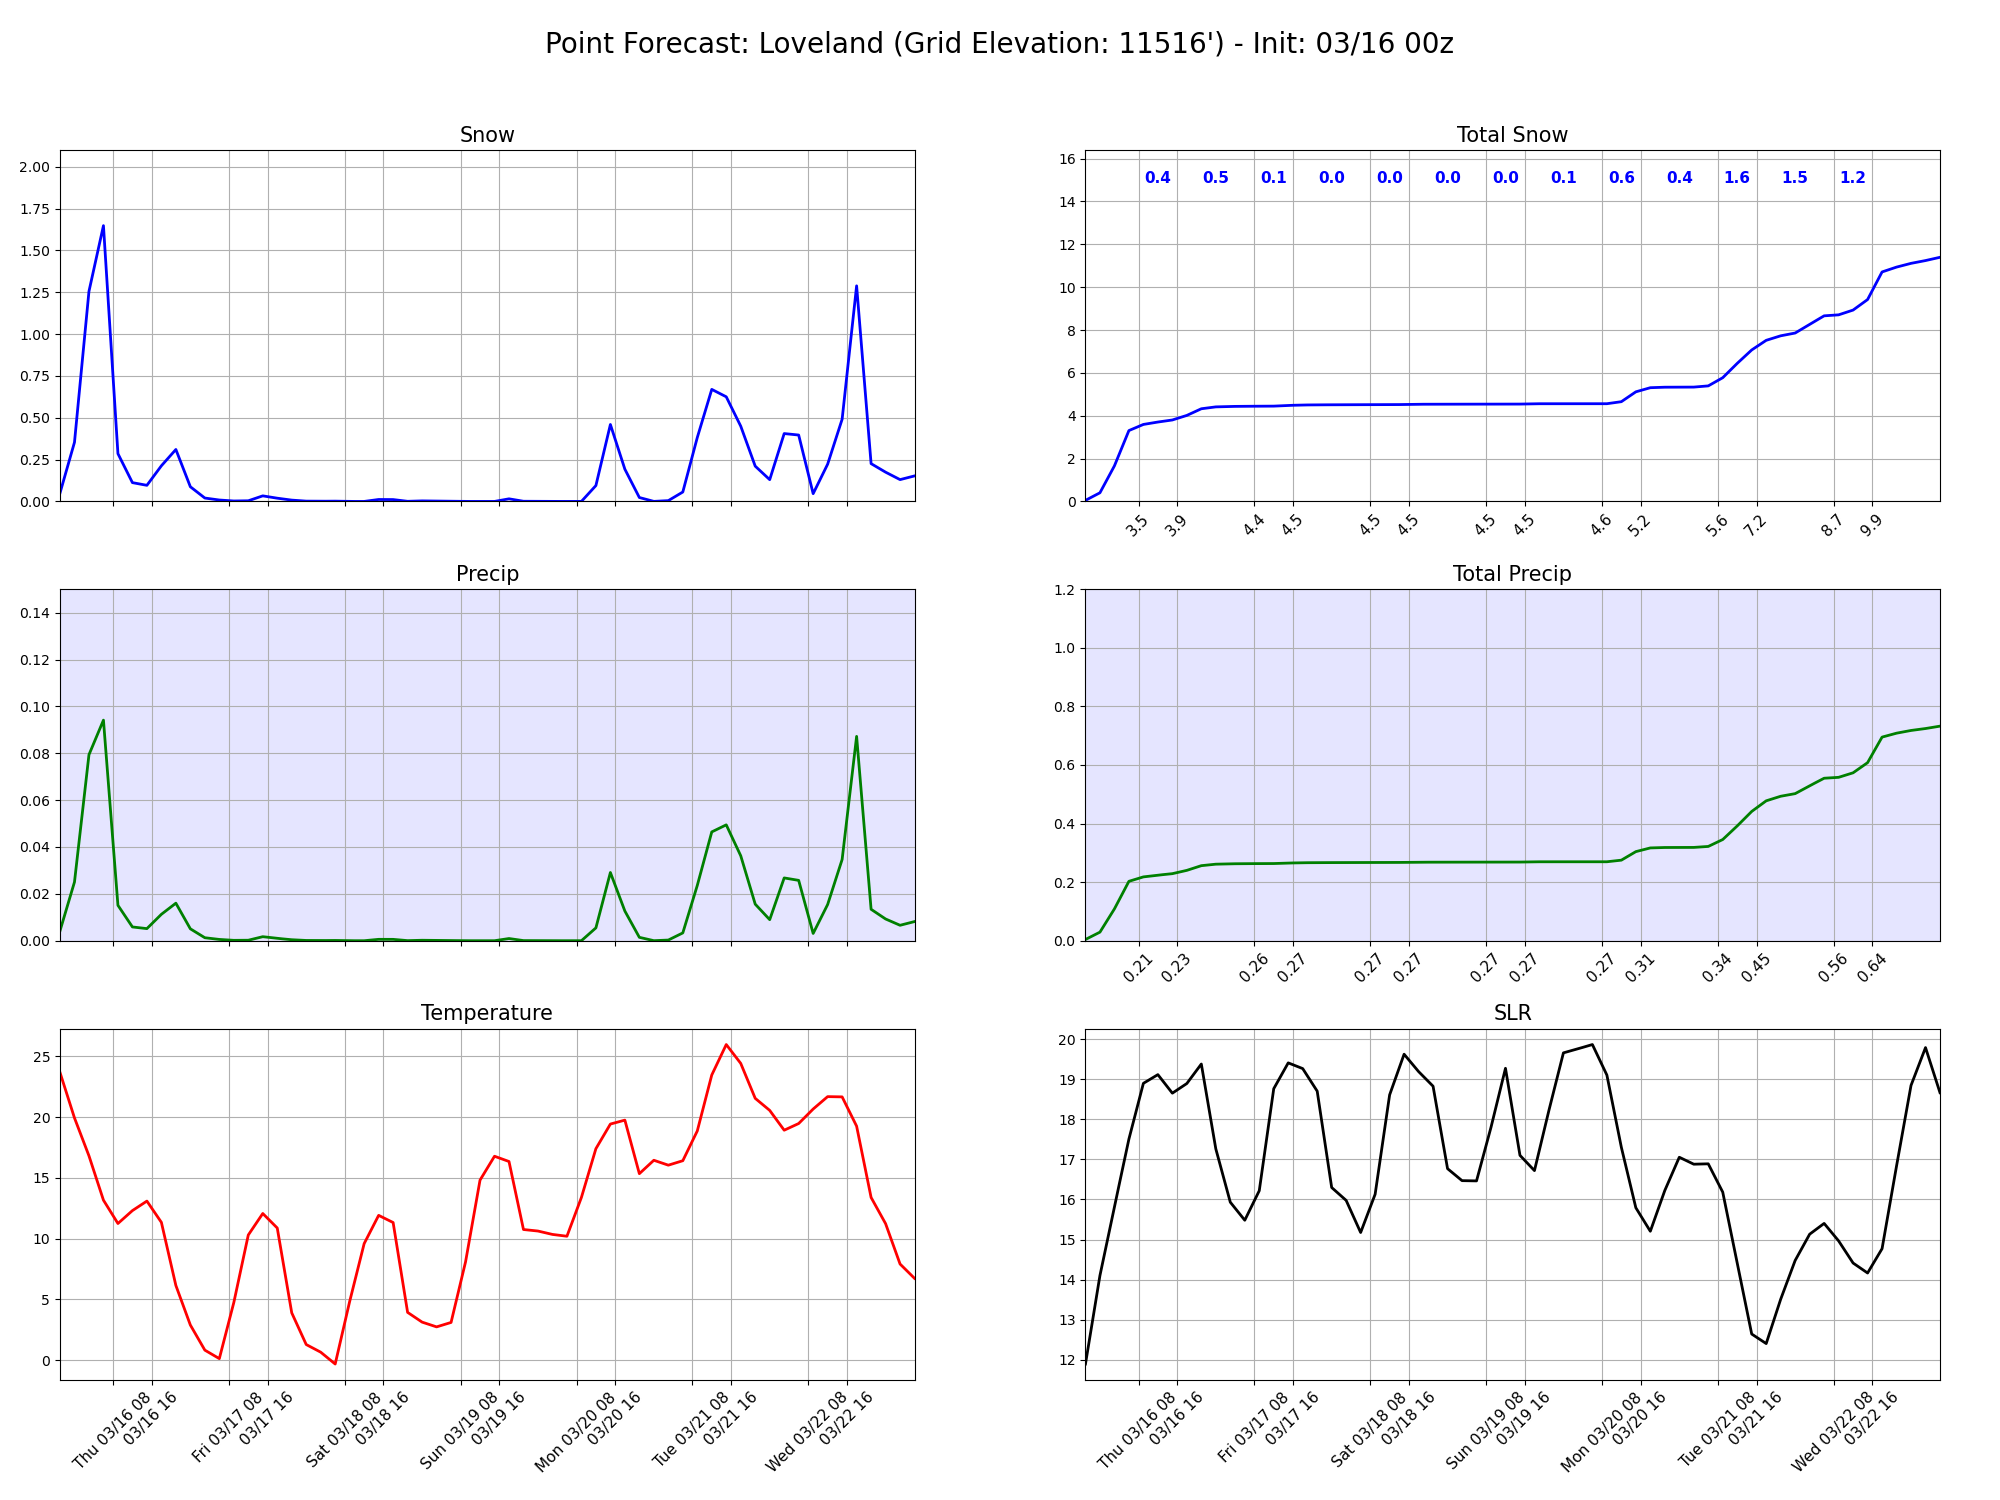 Point Forecast: Loveland (Grid Elevation: 11516') - Init: 03/16 00z
Snow
2.00
1.75
1.50
1.25
1.00
0.75
0.50
0.25
0.00
Total Snow
16
14
12
10
8
6
4
2
0
0.4 0.5 0.1 0.0 0.0 0.0 0.0 0.1 0.6 0.4 1.6 1.5 1.2
3.5 3.9 4.4 4.5 4.5 4.5 4.5 4.5 4.6 5.2 5.6 7.2 8.7 9.9
Precip
0.14
0.12
0.10
0.08
0.06
0.04
0.02
0.00
Total Precip
1.2
1.0
0.8
0.6
0.4
0.2
0.0
0.21 0.23 0.26 0.27 0.27 0.27 0.27 0.27 0.27 0.31 0.34 0.45 0.56 0.64
Temperature
25
20
15
10
5
0
Thu 03/16 08
03/16 16
Fri 03/17 08
03/17 16
Sat 03/18 08
03/18 16
Sun 03/19 08
03/19 16
Mon 03/20 08
03/20 16
Tue 03/21 08
03/21 16
Wed 03/22 08
03/22 16
SLR
20
19
18
17
16
15
14
13
12
Thu 03/16 08
03/16 16
Fri 03/17 08
03/17 16
Sat 03/18 08
03/18 16
Sun 03/19 08
03/19 16
Mon 03/20 08
03/20 16
Tue 03/21 08
03/21 16
Wed 03/22 08
03/22 16